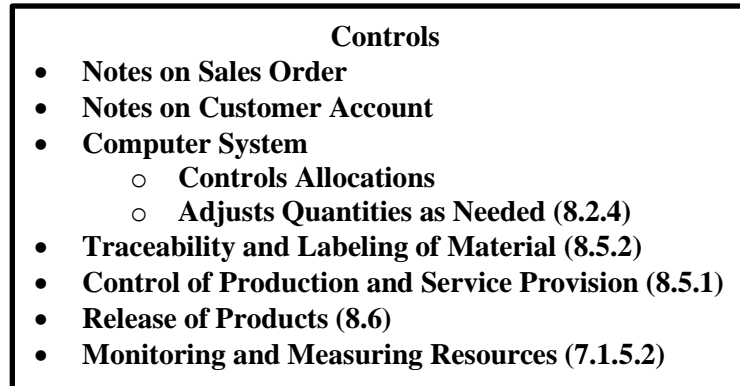 Controls
• Notes on Sales Order
• Notes on Customer Account
• Computer System
o Controls Allocations
o Adjusts Quantities as Needed (8.2.4)
• Traceability and Labeling of Material (8.5.2)
• Control of Production and Service Provision (8.5.1)
• Release of Products (8.6)
• Monitoring and Measuring Resources (7.1.5.2)